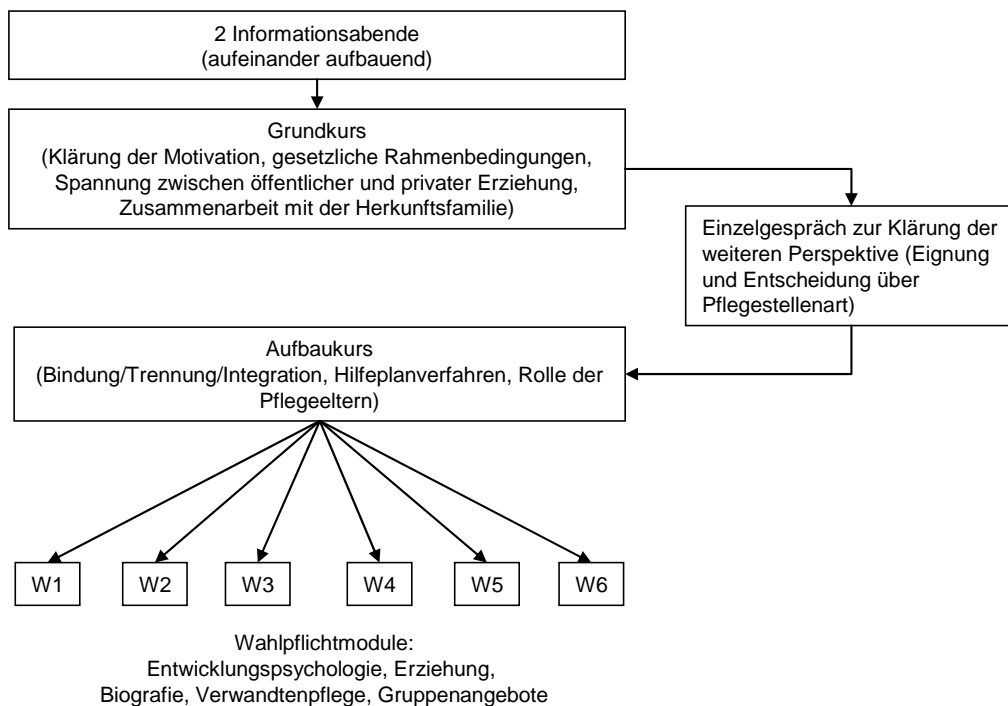 2 Informationsabende
(aufeinander aufbauend)
Grundkurs
(Klärung der Motivation, gesetzliche Rahmenbedingungen,
Spannung zwischen öffentlicher und privater Erziehung,
Zusammenarbeit mit der Herkunftsfamilie)
Einzelgespräch zur Klärung der
weiteren Perspektive (Eignung
und Entscheidung über
Pflegestellenart)
Aufbaukurs
(Bindung/Trennung/Integration, Hilfeplanverfahren, Rolle der
Pflegeeltern)
W1 W2 W3 W4 W5 W6
Wahlpflichtmodule:
Entwicklungspsychologie, Erziehung,
Biografie, Verwandtenpflege, Gruppenangebote